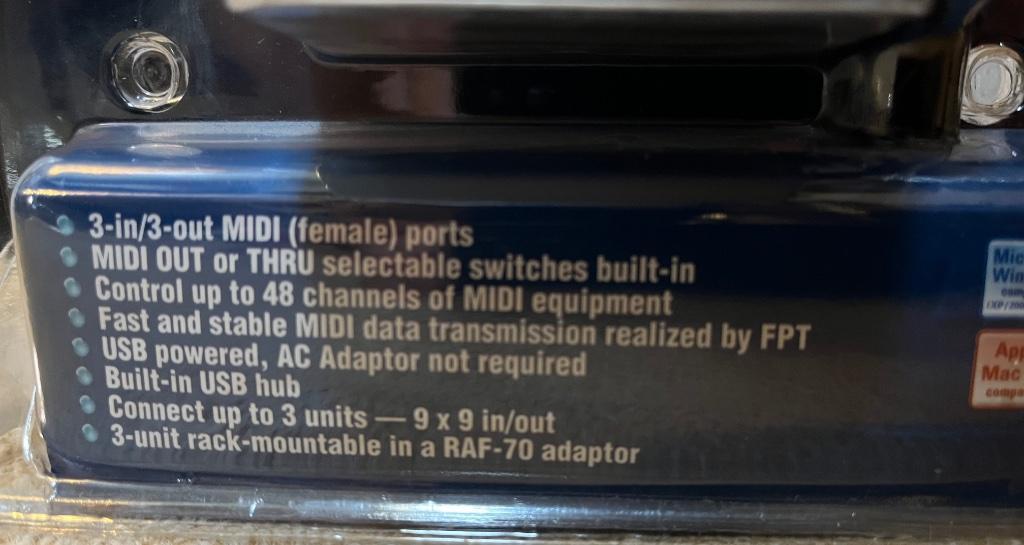 3-in/3-out MIDI (female) ports
MIDI OUT or THRU selectable switches built-in
Control up to 48 channels of MIDI equipment
Fast and stable MIDI data transmission realized by FPT
USB powered, AC Adaptor not required
Built-in USB hub
Connect up to 3 units — 9 x 9 in/out
3-unit rack-mountable in a RAF-70 adaptor
Mac